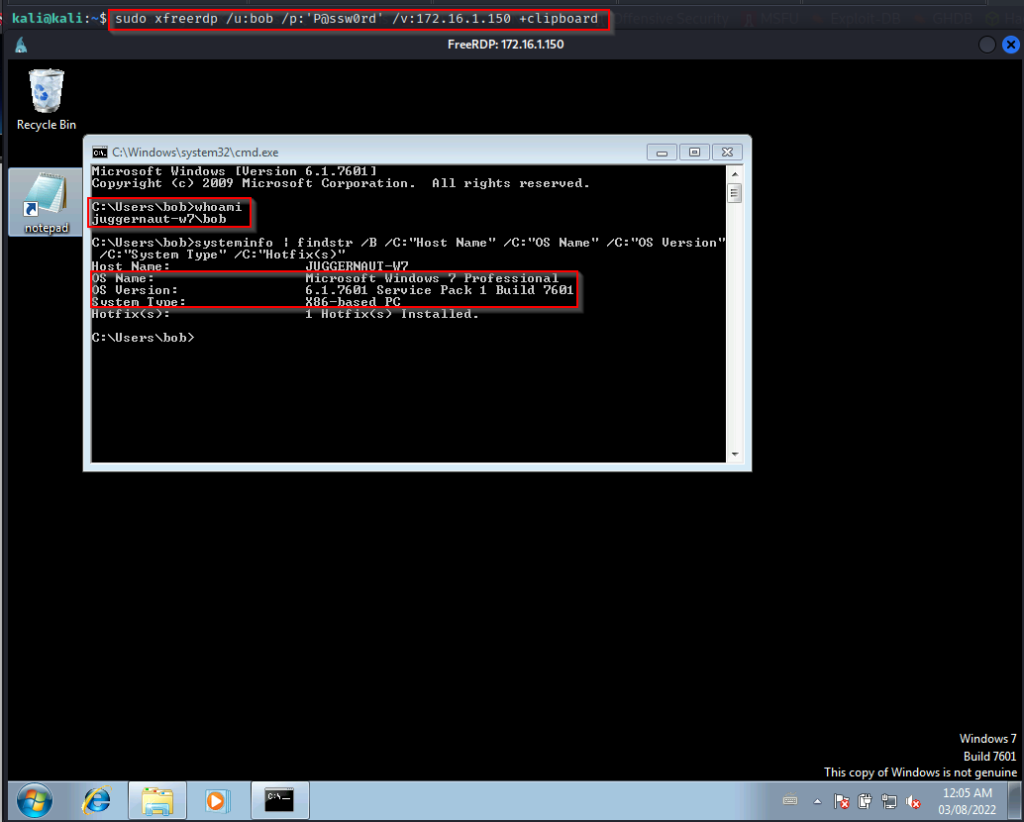 kali@kali:~$ sudo xfreerdp /u:bob /p:'P@ssw0rd' /v:172.16.1.150 +clipboard
Offensive Secu MSFU Exploit-DB GHDB
FreeRDP: 172.16.1.150
Recycle Bin
notepad
C:\Windows\system32\cmd.exe
Microsoft Windows [Version 6.1.7601]
Copyright (c) 2009 Microsoft Corporation.  All rights reserved.
C:\Users\bob>whoami
juggernaut-w7\bob
C:\Users\bob>systeminfo | findstr /B /C:"Host Name" /C:"OS Name" /C:"OS Version"
 /C:"System Type" /C:"Hotfix(s)"
Host Name:                 JUGGERNAUT-W7
OS Name:                   Microsoft Windows 7 Professional
OS Version:                6.1.7601 Service Pack 1 Build 7601
System Type:               X86-based PC
Hotfix(s):                 1 Hotfix(s) Installed.
C:\Users\bob>
Windows 7
Build 7601
This copy of Windows is not genuine
12:05 AM
03/08/2022